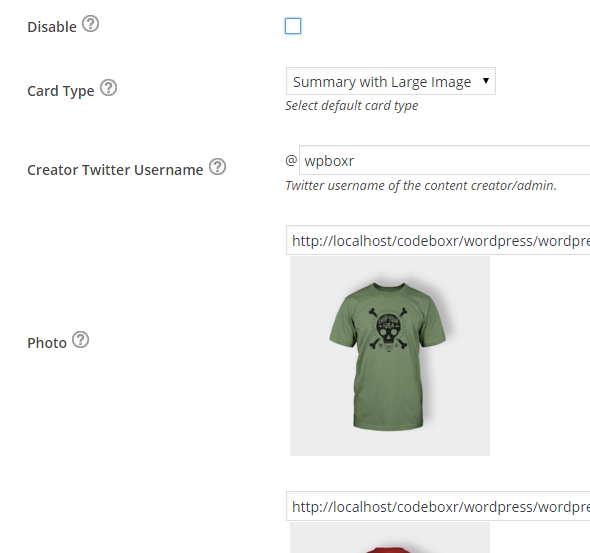 Disable ?
Card Type ?
Summary with Large Image
Select default card type
Creator Twitter Username ?
@ wpboxr
Twitter username of the content creator/admin.
http://localhost/codeboxr/wordpress/wordpre
Photo ?
http://localhost/codeboxr/wordpress/wordpre